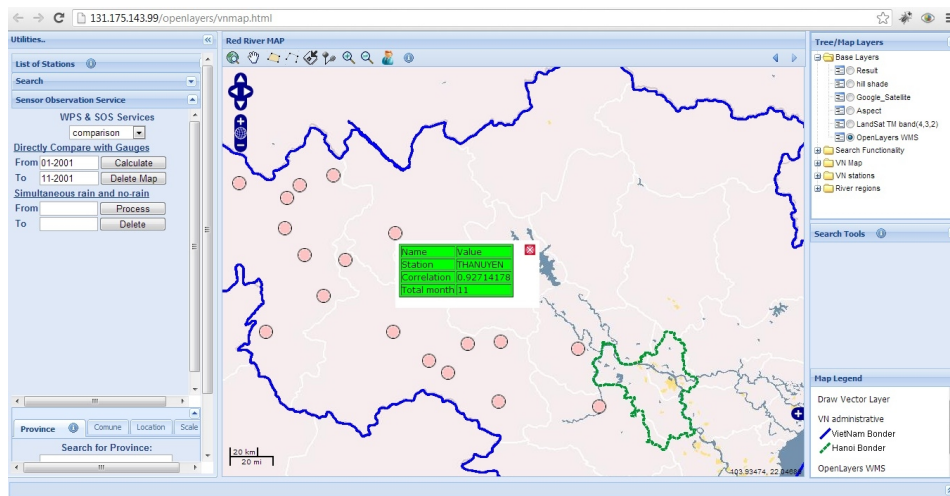 131.175.143.99/openlayers/vnmap.html
Utilities..
List of Stations
Search
Sensor Observation Service
WPS & SOS Services
comparison
Directly Compare with Gauges
From 01-2001 Calculate
To 11-2001 Delete Map
Simultaneous rain and no-rain
From Process
To Delete
Province Comune Location Scale
Search for Province:
Red River MAP
Name Value
Station THANUYEN
Correlation 0.92714178
Total month 11
20 km
20 mi
Tree/Map Layers
Base Layers
Result
hill shade
Google_Satellite
Aspect
LandSat TM band(4,3,2)
OpenLayers WMS
Search Functionality
VN Map
VN stations
River regions
Search Tools
Map Legend
Draw Vector Layer
VN administrative
VietNam Bonder
Hanoi Bonder
OpenLayers WMS